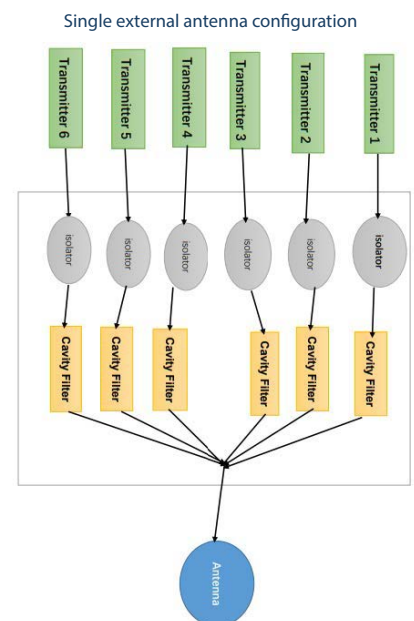 Single external antenna configuration
Transmitter 6
Transmitter 5
Transmitter 4
Transmitter 3
Transmitter 2
Transmitter 1
isolator
isolator
isolator
isolator
isolator
isolator
Cavity Filter
Cavity Filter
Cavity Filter
Cavity Filter
Cavity Filter
Cavity Filter
Antenna